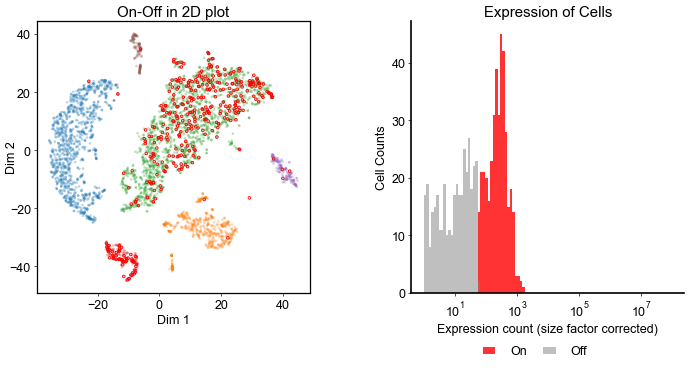 On-Off in 2D plot
40
20
0
−20
−40
Dim 2
−20
0
20
40
Dim 1
Expression of Cells
40
30
20
10
0
Cell Counts
10^1
10^3
10^5
10^7
Expression count (size factor corrected)
On
Off